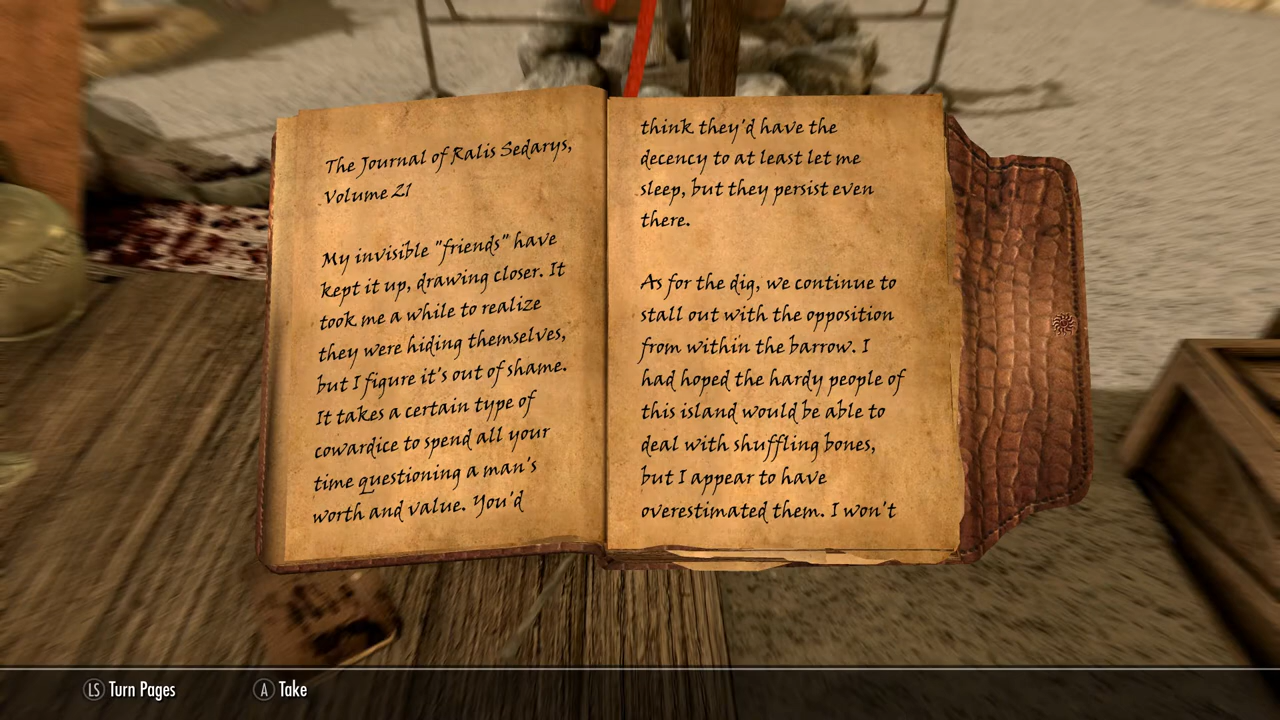 The Journal of Ralis Sedarys,
Volume 21
My invisible "friends" have
kept it up, drawing closer. It
took me a while to realize
they were hiding themselves,
but I figure it's out of shame.
It takes a certain type of
cowardice to spend all your
time questioning a man's
worth and value. You'd
think they'd have the
decency to at least let me
sleep, but they persist even
there.
As for the dig, we continue to
stall out with the opposition
from within the barrow. I
had hoped the hardy people of
this island would be able to
deal with shuffling bones,
but I appear to have
overestimated them. I won't
LS Turn Pages
A Take